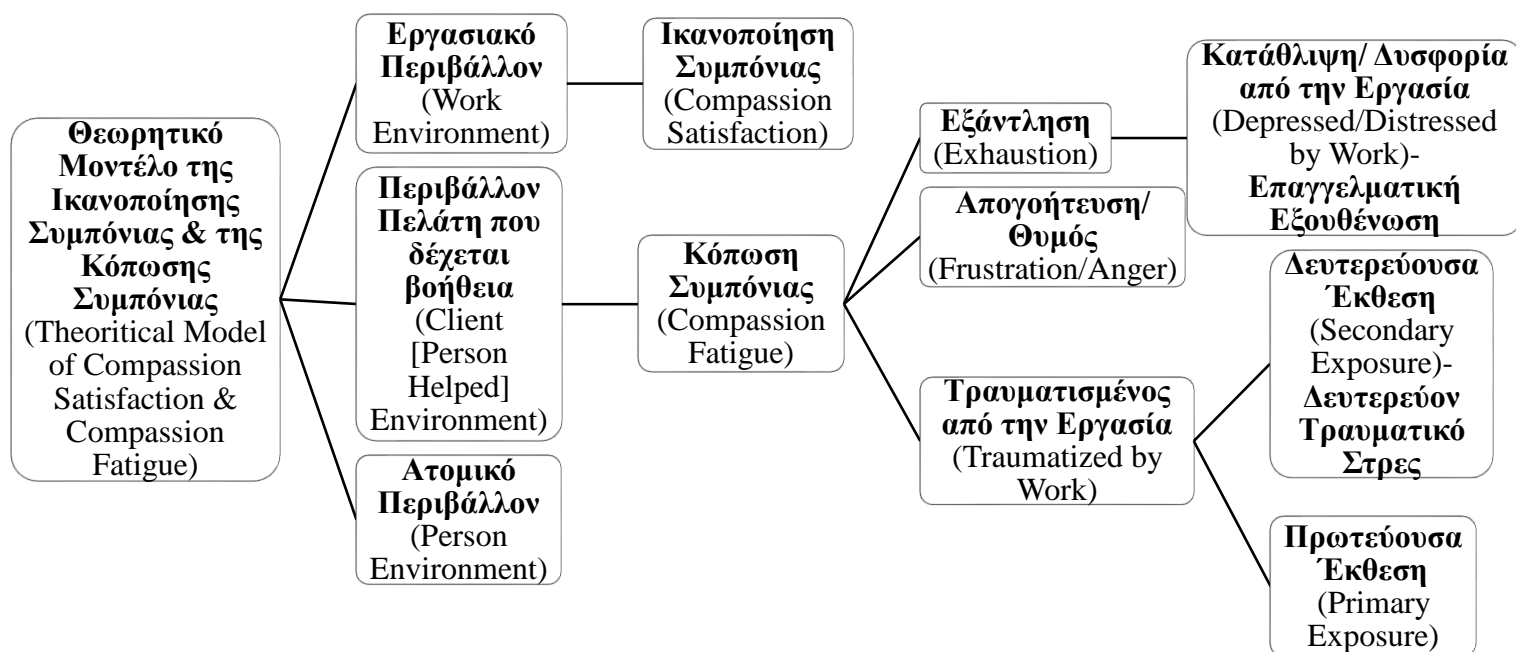 Θεωρητικό
Μοντέλο της
Ικανοποίησης
Συμπόνιας & της
Κόπωσης
Συμπόνιας
(Theoritical Model
of Compassion
Satisfaction &
Compassion
Fatigue)
Εργασιακό
Περιβάλλον
(Work
Environment)
Ικανοποίηση
Συμπόνιας
(Compassion
Satisfaction)
Περιβάλλον
Πελάτη που
δέχεται
βοήθεια
(Client
[Person
Helped]
Environment)
Κόπωση
Συμπόνιας
(Compassion
Fatigue)
Ατομικό
Περιβάλλον
(Person
Environment)
Εξάντληση
(Exhaustion)
Κατάθλιψη/ Δυσφορία
από την Εργασία
(Depressed/Distressed
by Work)-
Επαγγελματική
Εξουθένωση
Απογοήτευση/
Θυμός
(Frustration/Anger)
Τραυματισμένος
από την Εργασία
(Traumatized by
Work)
Δευτερεύουσα
Έκθεση
(Secondary
Exposure)-
Δευτερεύον
Τραυματικό
Στρες
Πρωτεύουσα
Έκθεση
(Primary
Exposure)